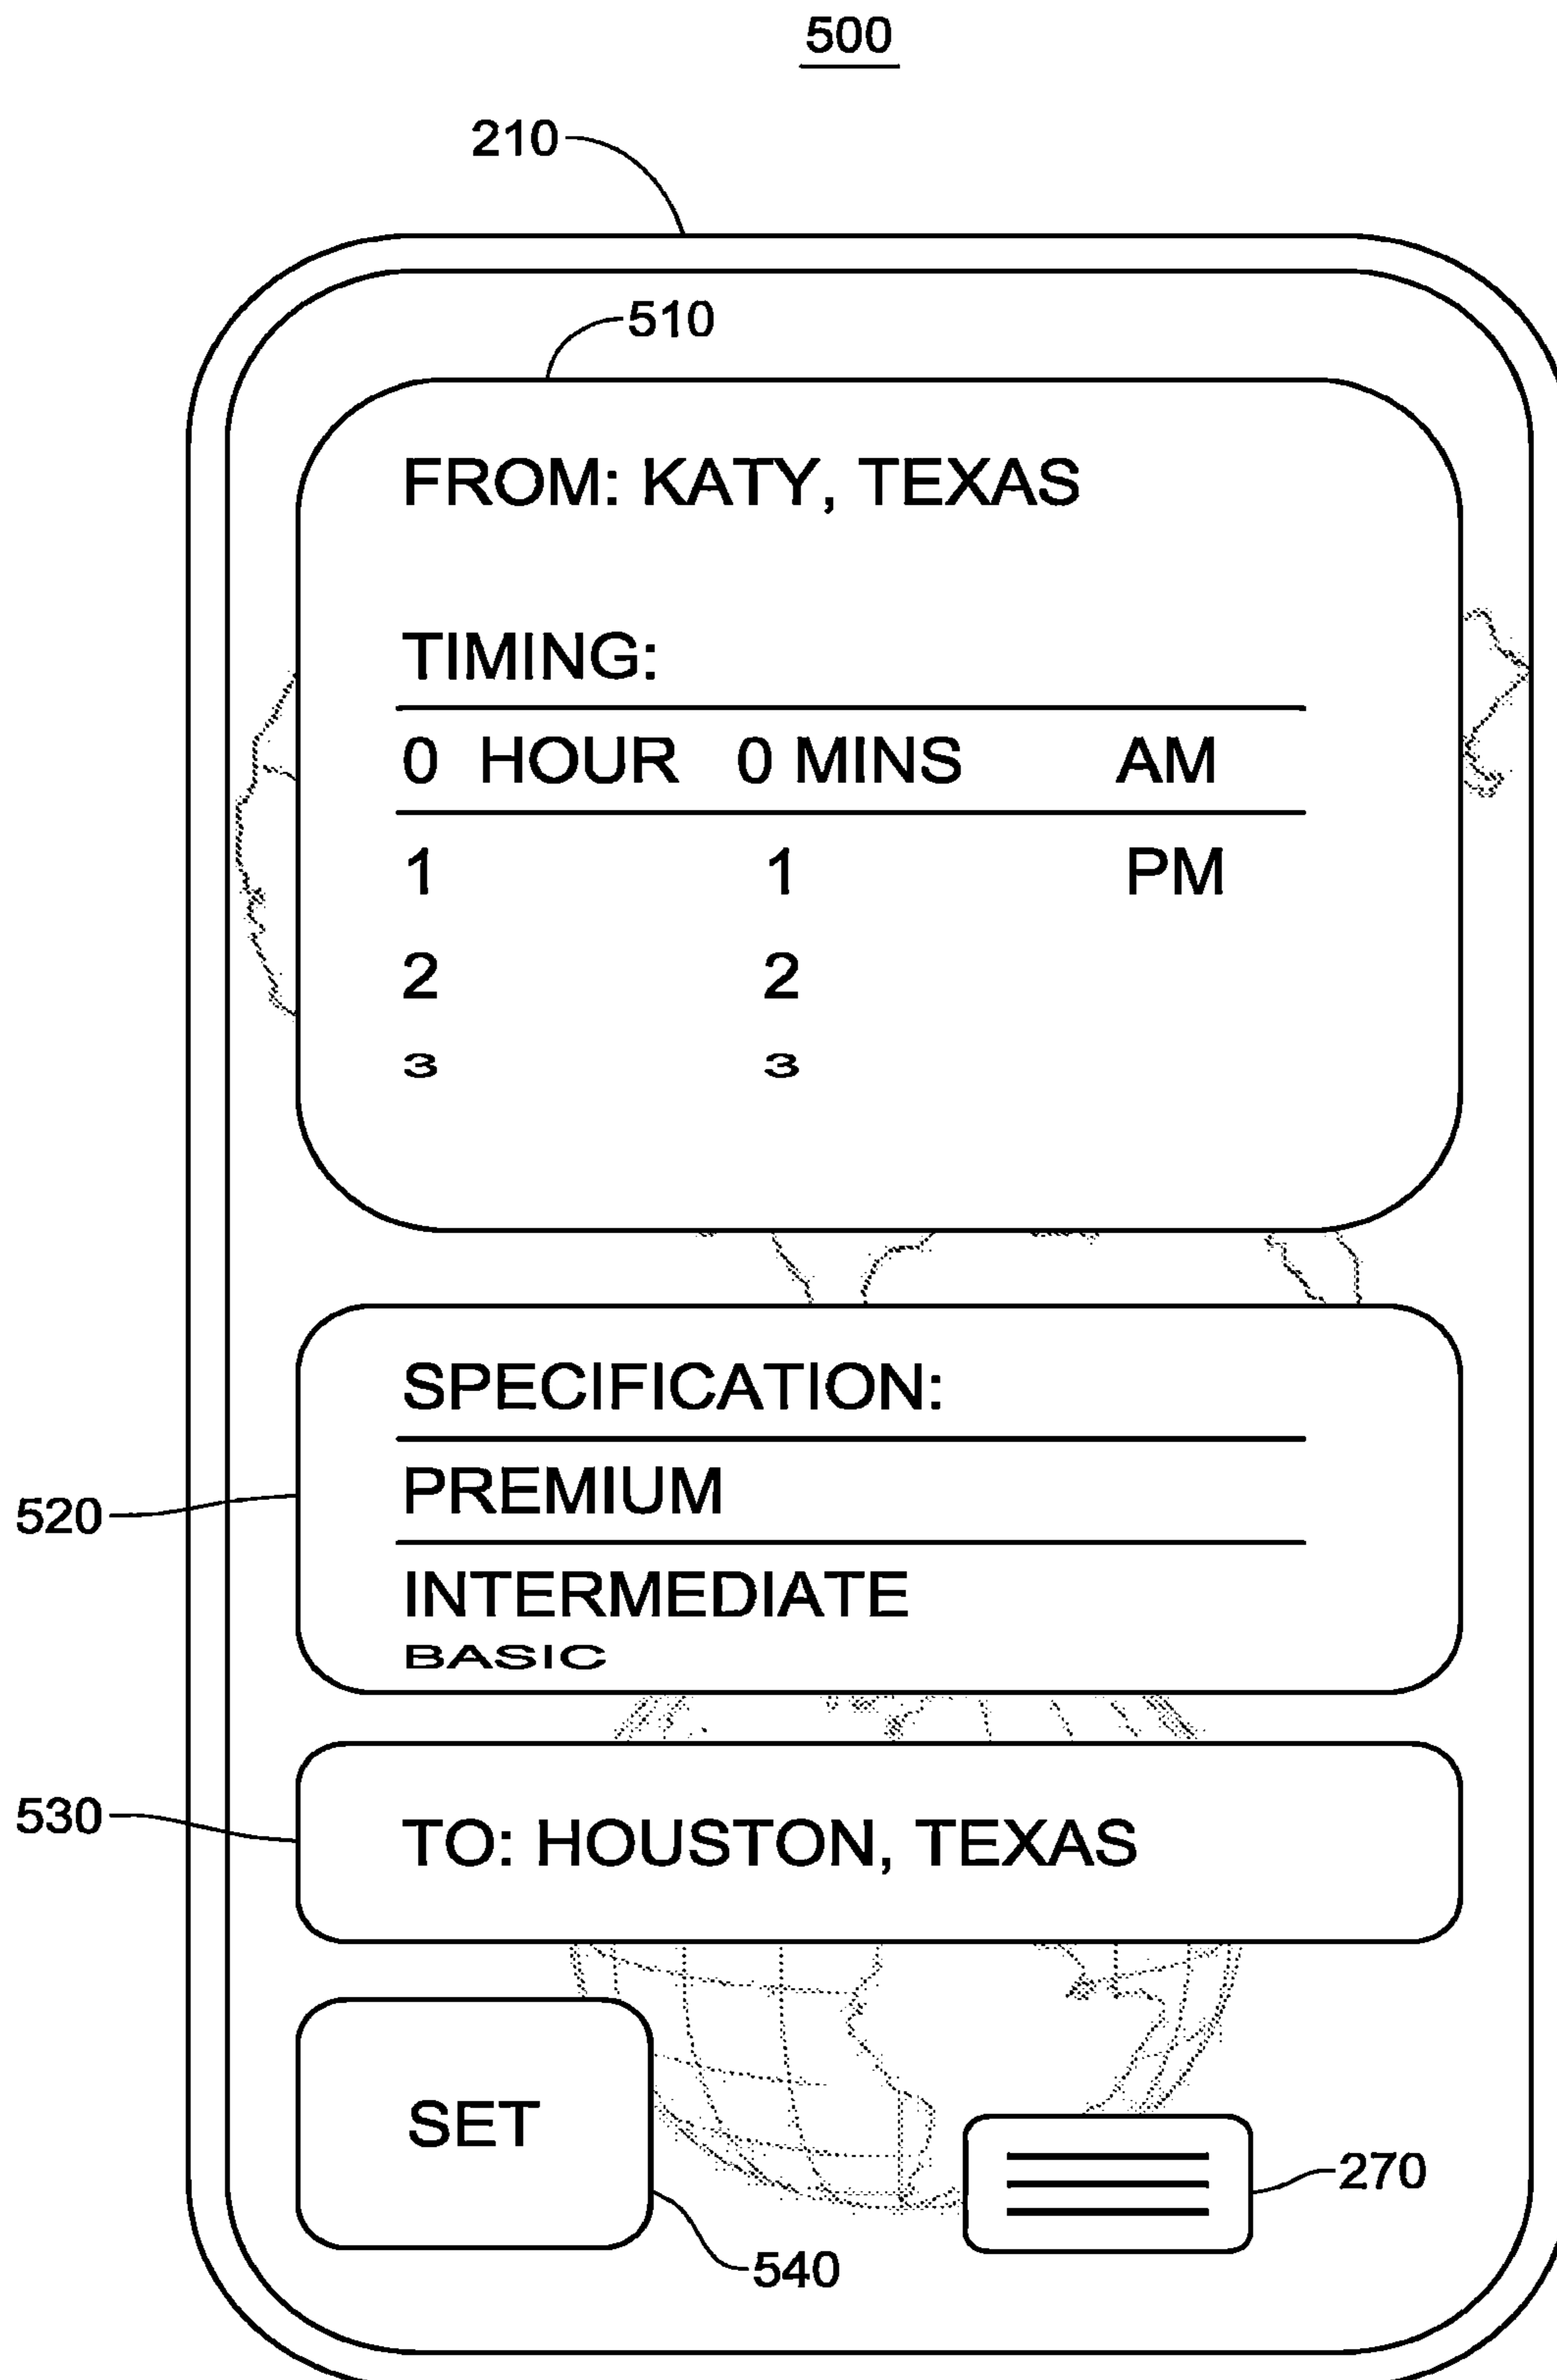 500
210
510
FROM: KATY, TEXAS
TIMING:
0 HOUR 0 MINS AM
1 1 PM
2 2
3 3
SPECIFICATION:
PREMIUM
520
INTERMEDIATE
BASIC
530
TO: HOUSTON, TEXAS
SET
270
540